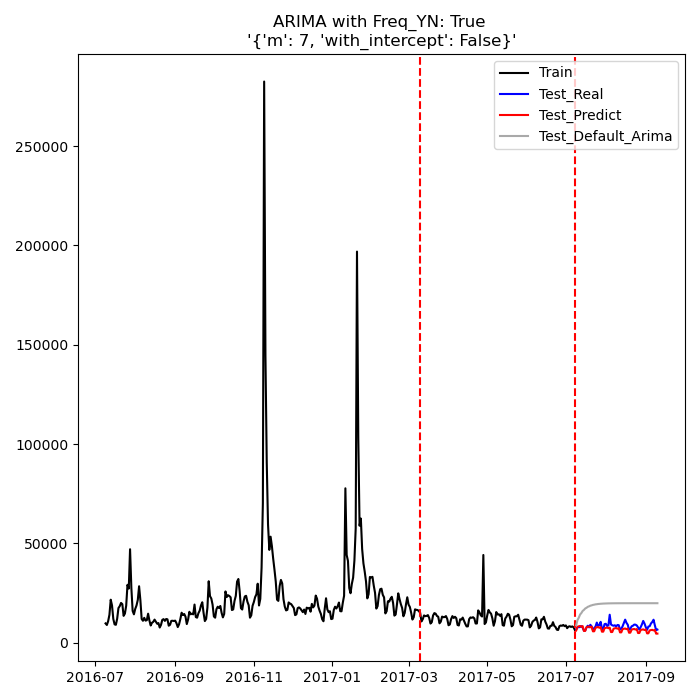 ARIMA with Freq_YN: True
'{'m': 7, 'with_intercept': False}'
Train
Test_Real
Test_Predict
Test_Default_Arima
250000
200000
150000
100000
50000
0
2016-07 2016-09 2016-11 2017-01 2017-03 2017-05 2017-07 2017-09